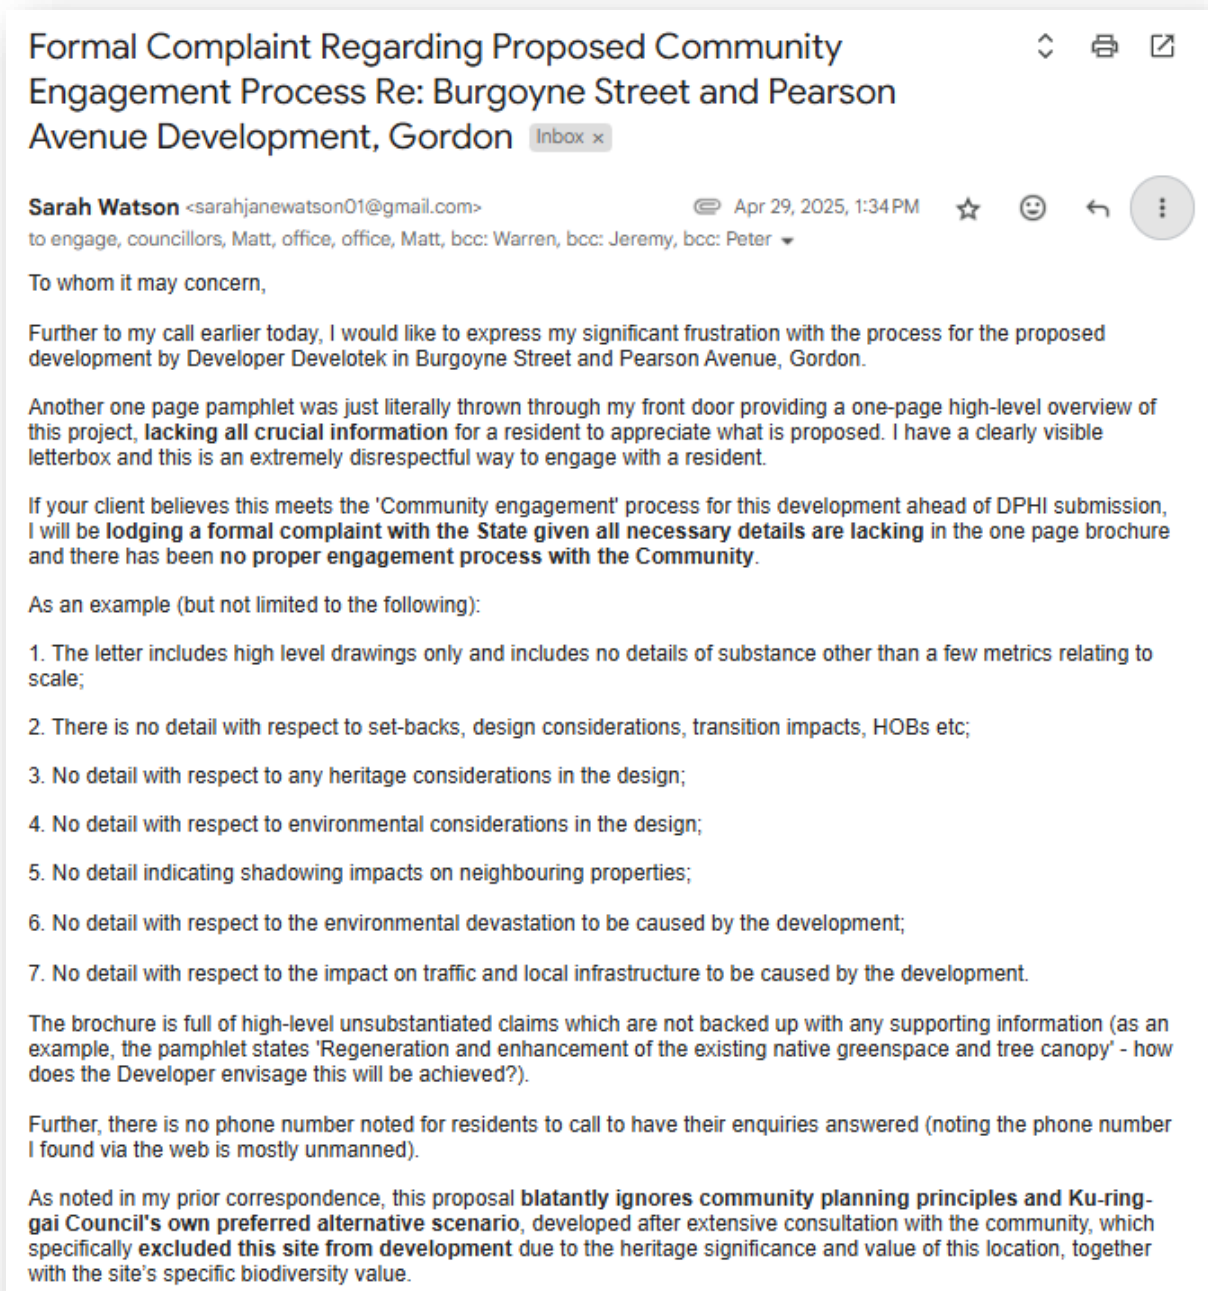 Formal Complaint Regarding Proposed Community
Engagement Process Re: Burgoyne Street and Pearson
Avenue Development, Gordon Inbox ×
Sarah Watson <sarahjanewatson01@gmail.com> Apr 29, 2025, 1:34 PM
to engage, councillors, Matt, office, office, Matt, bcc: Warren, bcc: Jeremy, bcc: Peter
To whom it may concern,
Further to my call earlier today, I would like to express my significant frustration with the process for the proposed
development by Developer Develotek in Burgoyne Street and Pearson Avenue, Gordon.
Another one page pamphlet was just literally thrown through my front door providing a one-page high-level overview of
this project, lacking all crucial information for a resident to appreciate what is proposed. I have a clearly visible
letterbox and this is an extremely disrespectful way to engage with a resident.
If your client believes this meets the 'Community engagement' process for this development ahead of DPHI submission,
I will be lodging a formal complaint with the State given all necessary details are lacking in the one page brochure
and there has been no proper engagement process with the Community.
As an example (but not limited to the following):
1. The letter includes high level drawings only and includes no details of substance other than a few metrics relating to
scale;
2. There is no detail with respect to set-backs, design considerations, transition impacts, HOBs etc;
3. No detail with respect to any heritage considerations in the design;
4. No detail with respect to environmental considerations in the design;
5. No detail indicating shadowing impacts on neighbouring properties;
6. No detail with respect to the environmental devastation to be caused by the development;
7. No detail with respect to the impact on traffic and local infrastructure to be caused by the development.
The brochure is full of high-level unsubstantiated claims which are not backed up with any supporting information (as an
example, the pamphlet states 'Regeneration and enhancement of the existing native greenspace and tree canopy' - how
does the Developer envisage this will be achieved?).
Further, there is no phone number noted for residents to call to have their enquiries answered (noting the phone number
I found via the web is mostly unmanned).
As noted in my prior correspondence, this proposal blatantly ignores community planning principles and Ku-ring-
gai Council's own preferred alternative scenario, developed after extensive consultation with the community, which
specifically excluded this site from development due to the heritage significance and value of this location, together
with the site's specific biodiversity value.